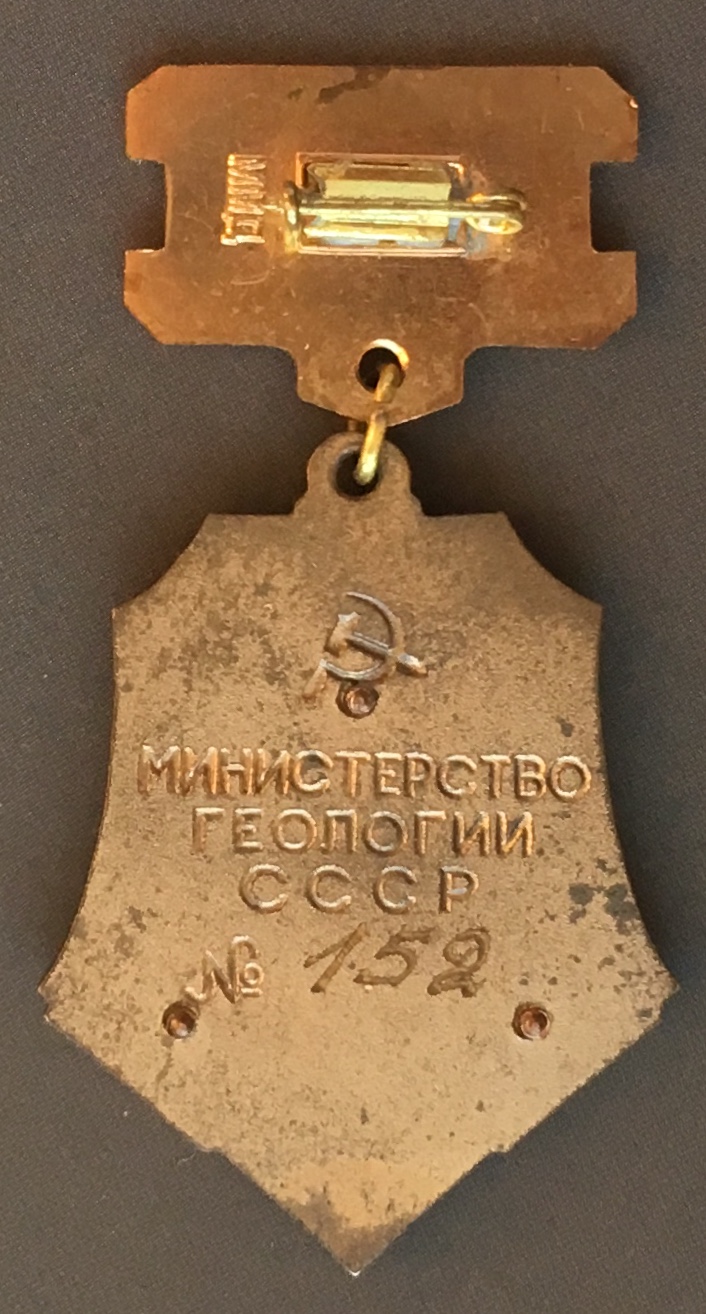 ММД
МИНИСТЕРСТВО
ГЕОЛОГИИ
СССР
№ 152